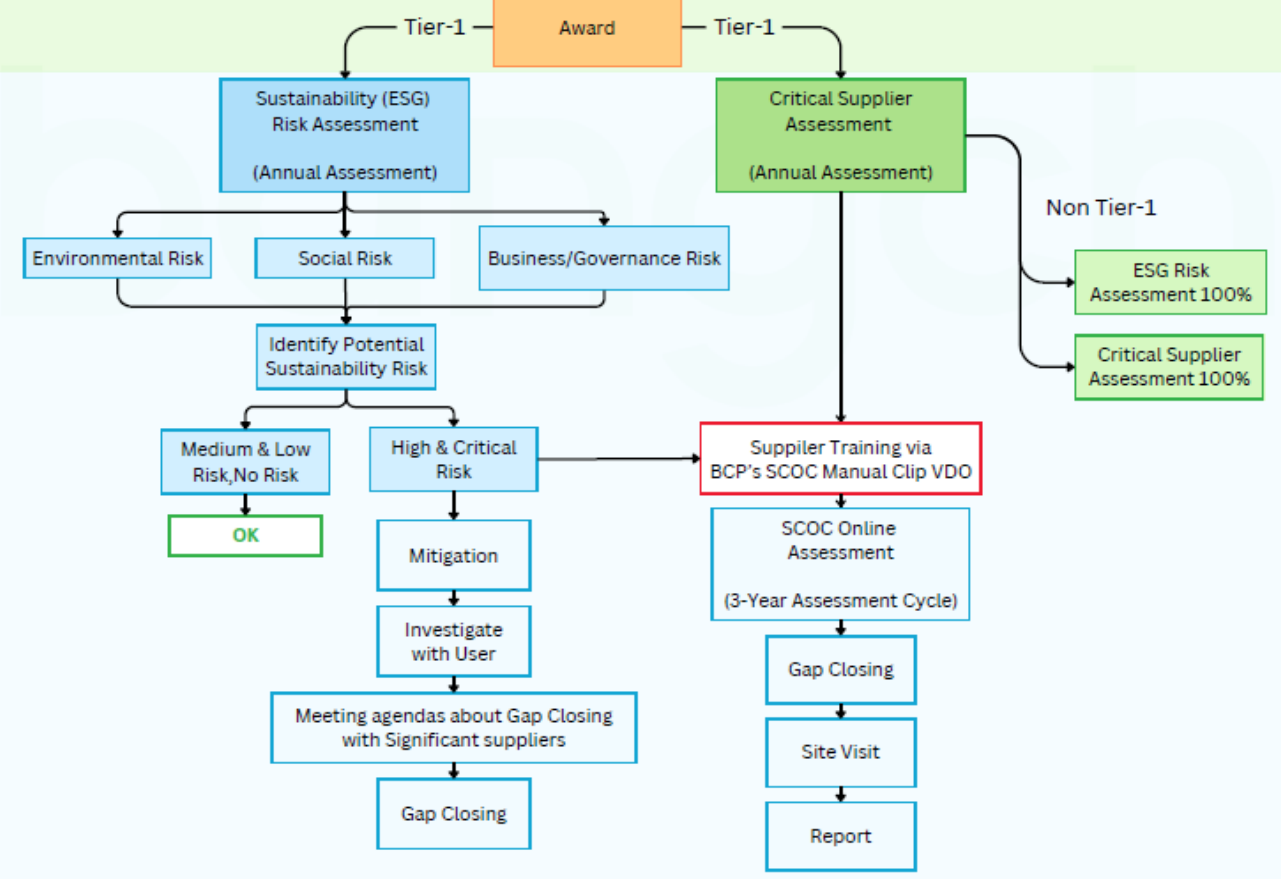 Tier-1
Award
Tier-1
Sustainability (ESG)
Risk Assessment
(Annual Assessment)
Critical Supplier
Assessment
(Annual Assessment)
Non Tier-1
Environmental Risk
Social Risk
Business/Governance Risk
ESG Risk
Assessment 100%
Identify Potential
Sustainability Risk
Critical Supplier
Assessment 100%
Medium & Low
Risk,No Risk
High & Critical
Risk
Suppiler Training via
BCP's SCOC Manual Clip VDO
OK
Mitigation
SCOC Online
Assessment
(3-Year Assessment Cycle)
Investigate
with User
Gap Closing
Meeting agendas about Gap Closing
with Significant suppliers
Site Visit
Gap Closing
Report